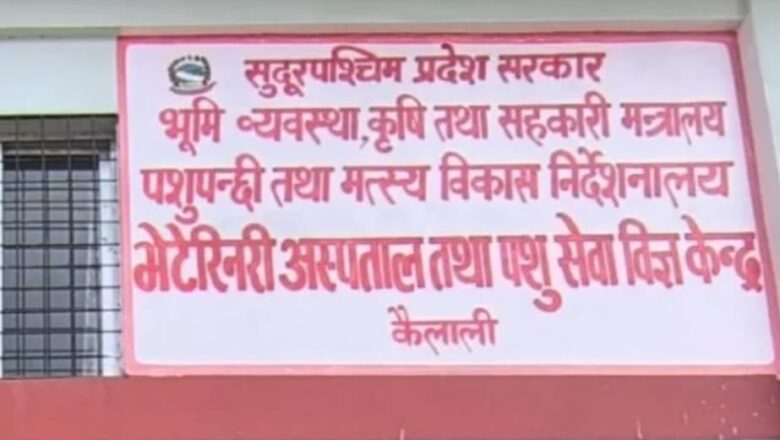 सुदूरपश्चिम प्रदेश सरकार
भूमि व्यवस्था,कृषि तथा सहकारी मन्त्रालय
पशुपन्छी तथा मत्स्य विकास निर्देशनालय
भेटेरिनरी अस्पताल तथा पशु सेवा विज्ञ केन्द्र
कैलाली